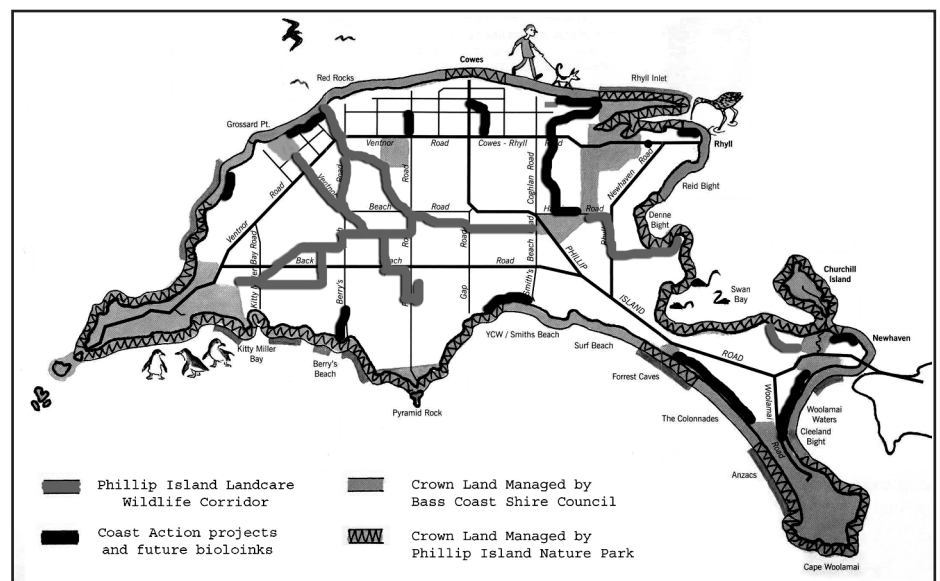 Cowes
Red Rocks
Rhyll Inlet
Grossard Pt.
Ventnor Road
Cowes - Rhyll Road
Rhyll
Road
Coghlan Road
Newhaven Road
Reid Bight
Ventnor
Road
Beach Road
Road
Denne Bight
Ventnor Road
Kitty Miller Bay Road
Back Beach Road
Berry's
Gap Road
Smith's Beach Road
PHILLIP ISLAND ROAD
Swan Bay
Churchill Island
Newhaven
Kitty Miller Bay
Berry's Beach
Pyramid Rock
YCW / Smiths Beach
Surf Beach
Forrest Caves
The Colonnades
Woolamai Road
Woolamai Waters
Cleeland Bight
Anzacs
Cape Woolamai
Phillip Island Landcare
Wildlife Corridor
Coast Action projects
and future bioloinks
Crown Land Managed by
Bass Coast Shire Council
Crown Land Managed by
Phillip Island Nature Park